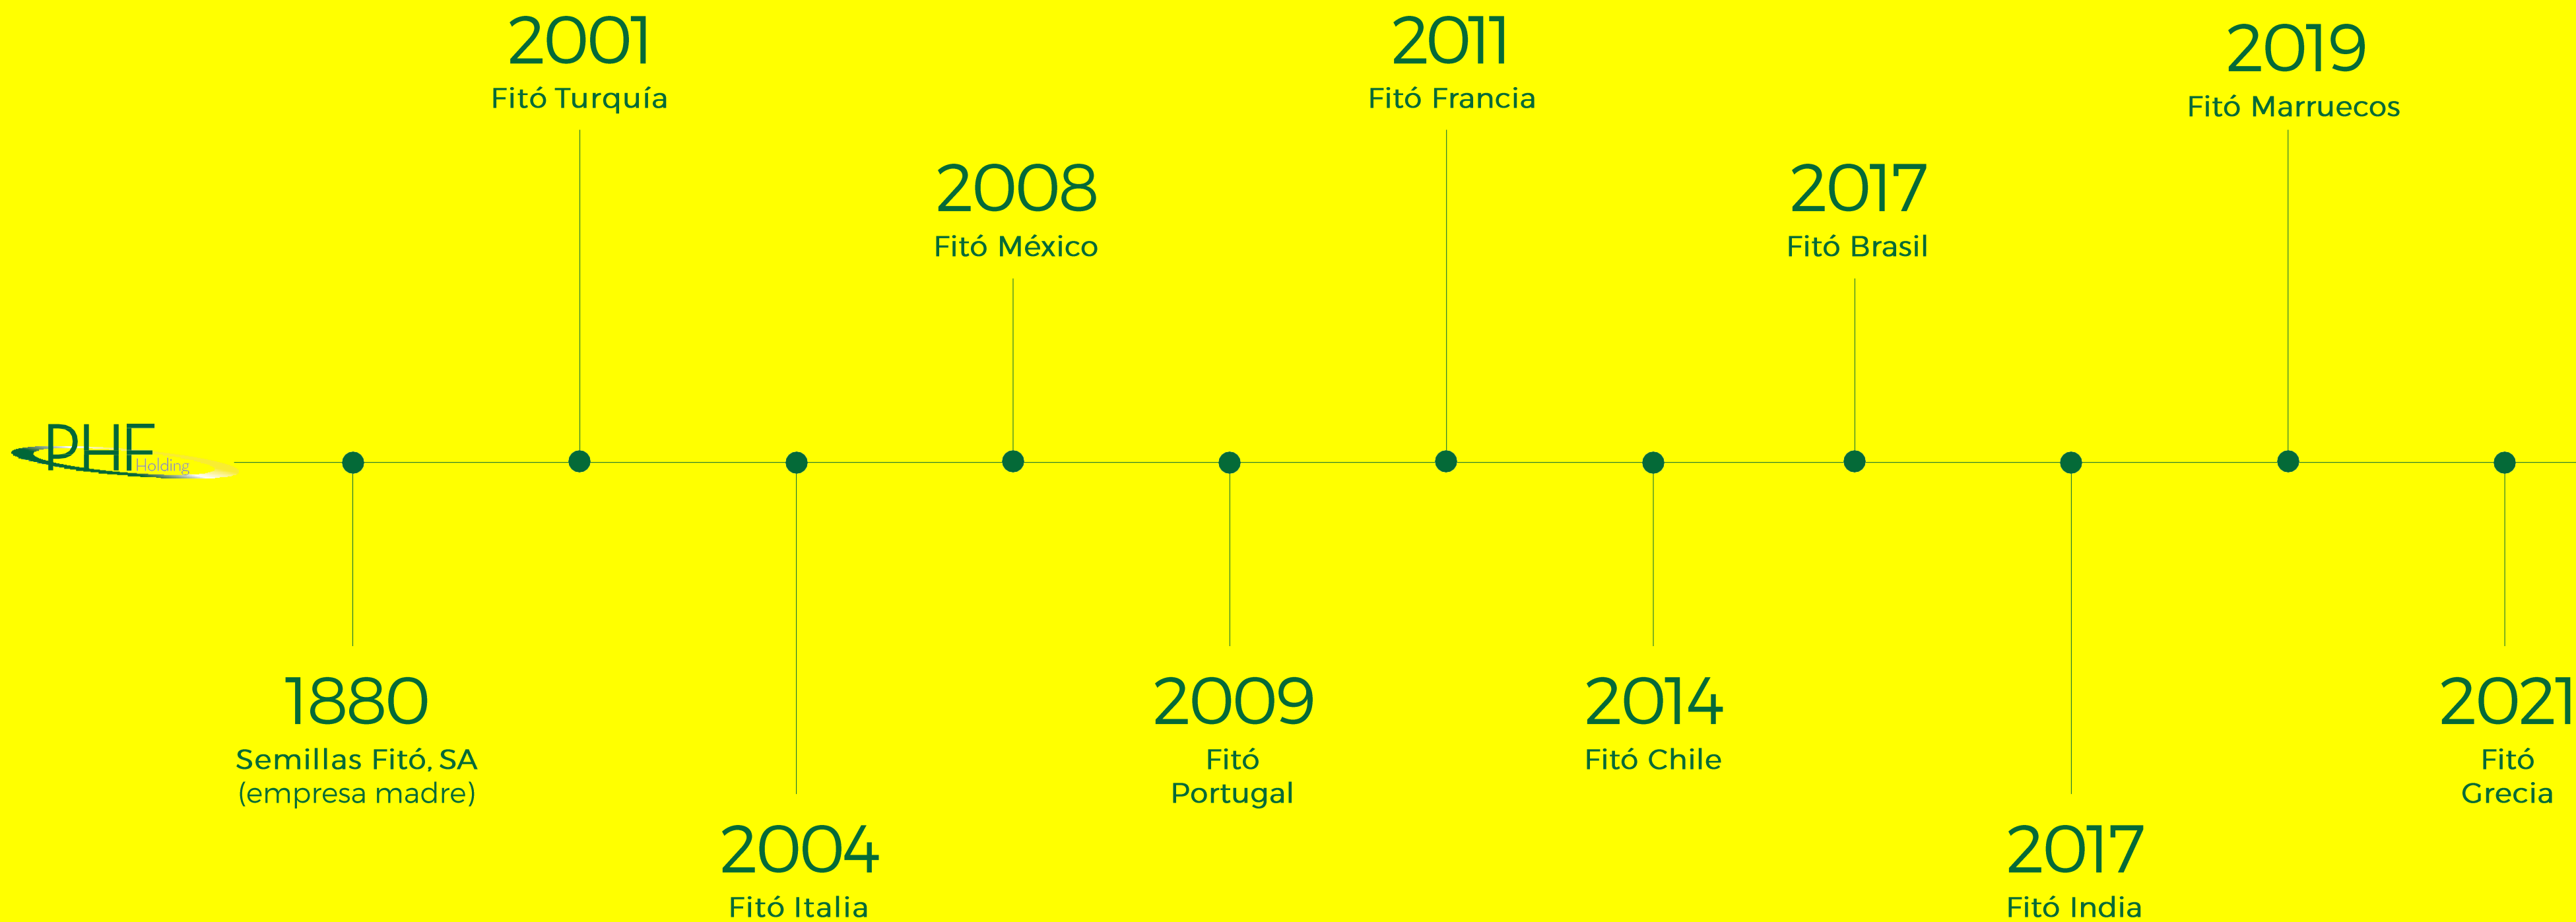 PHF
Holding
1880
Semillas Fitó, SA
(empresa madre)
2001
Fitó Turquía
2004
Fitó Italia
2008
Fitó México
2009
Fitó
Portugal
2011
Fitó Francia
2014
Fitó Chile
2017
Fitó Brasil
2017
Fitó India
2019
Fitó Marruecos
2021
Fitó
Grecia